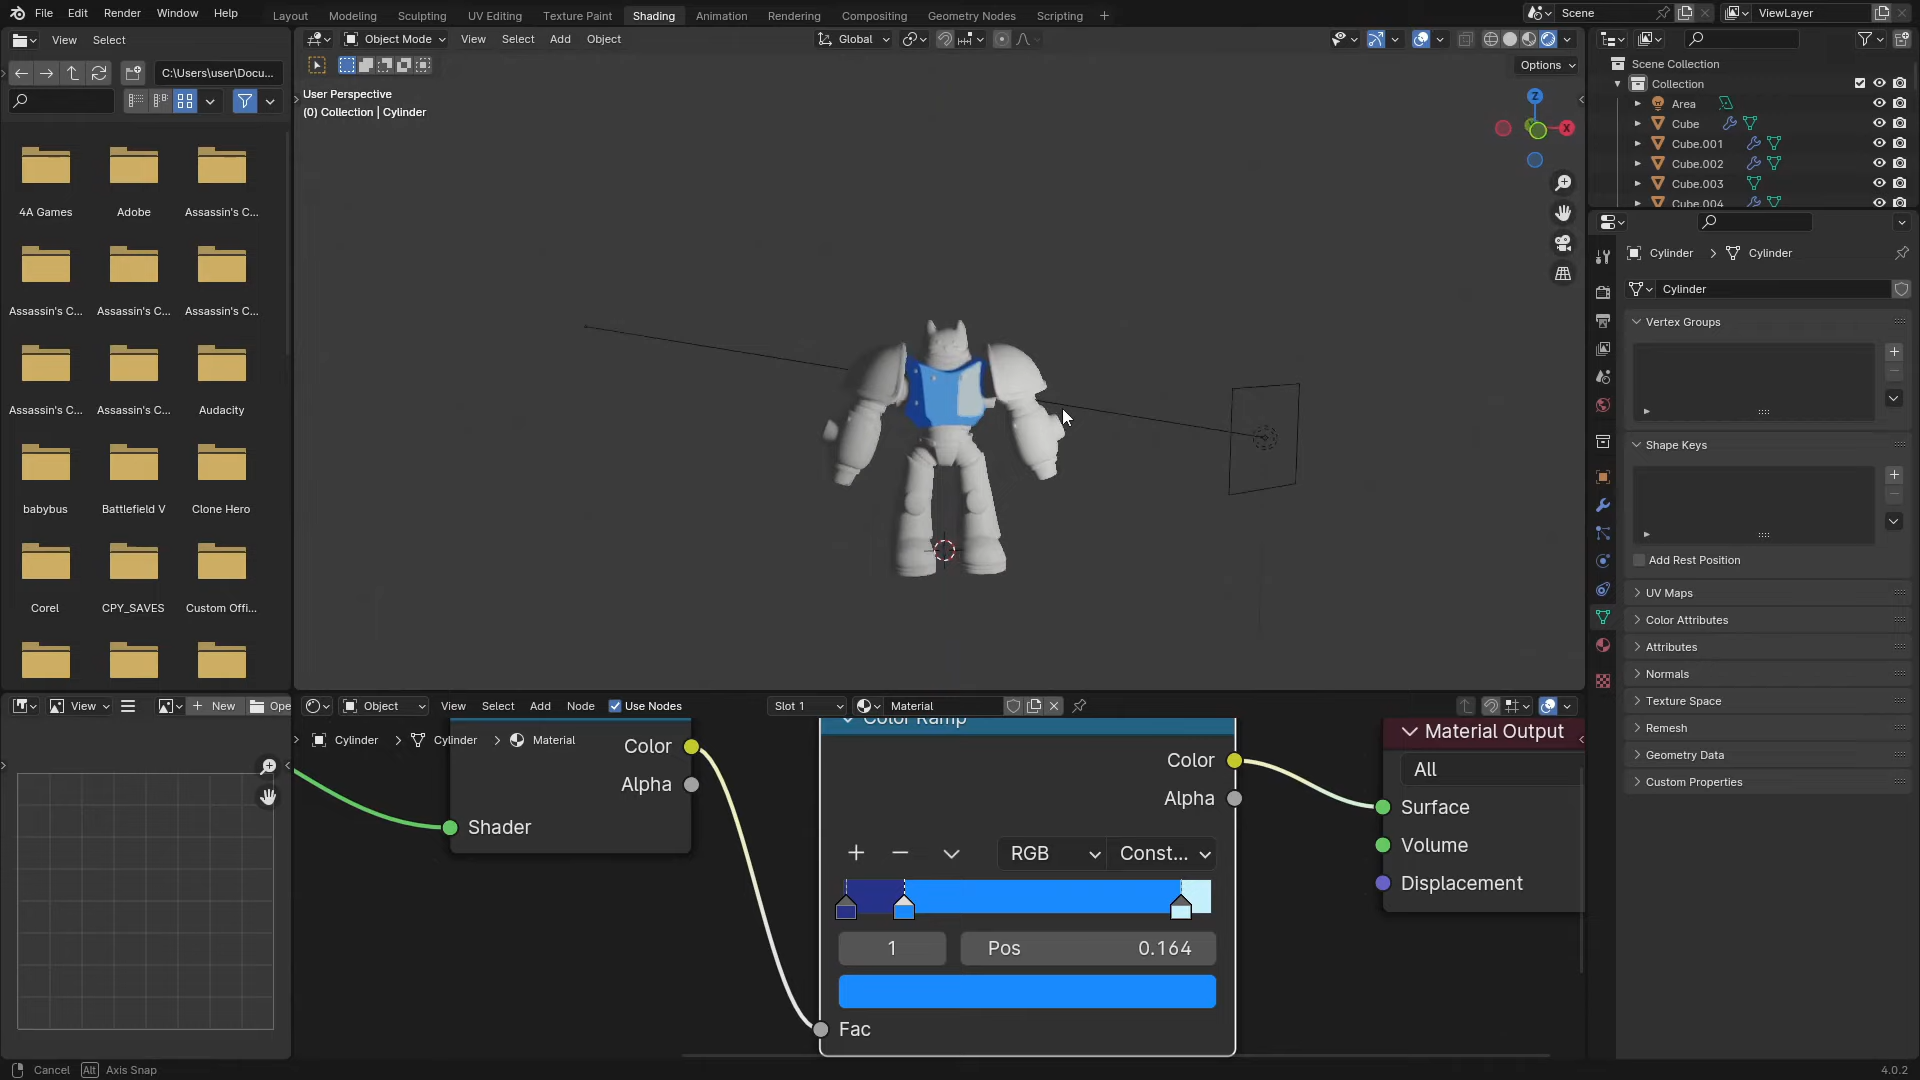 File Edit Render Window Help
Layout Modeling Sculpting UV Editing Texture Paint Shading Animation Rendering Compositing Geometry Nodes Scripting +
Scene
ViewLayer
View Select
C:\Users\user\Docu...
4A Games Adobe Assassin's C...
Assassin's C... Assassin's C... Assassin's C...
Assassin's C... Assassin's C... Audacity
babybus Battlefield V Clone Hero
Corel CPY_SAVES Custom Offi...
Object Mode View Select Add Object
Global
Options
User Perspective
(0) Collection | Cylinder
Z
X
Scene Collection
Collection
Area
Cube
Cube.001
Cube.002
Cube.003
Cube.004
Cylinder > Cylinder
Cylinder
Vertex Groups
Shape Keys
Add Rest Position
UV Maps
Color Attributes
Attributes
Normals
Texture Space
Remesh
Geometry Data
Custom Properties
View + New Ope
Object View Select Add Node Use Nodes Slot 1 Material
Cylinder > Cylinder > Material
Color
Alpha
Shader
Color Ramp
Color
Alpha
+ − RGB Const...
1 Pos 0.164
Fac
Material Output
All
Surface
Volume
Displacement
Cancel Alt Axis Snap
4.0.2